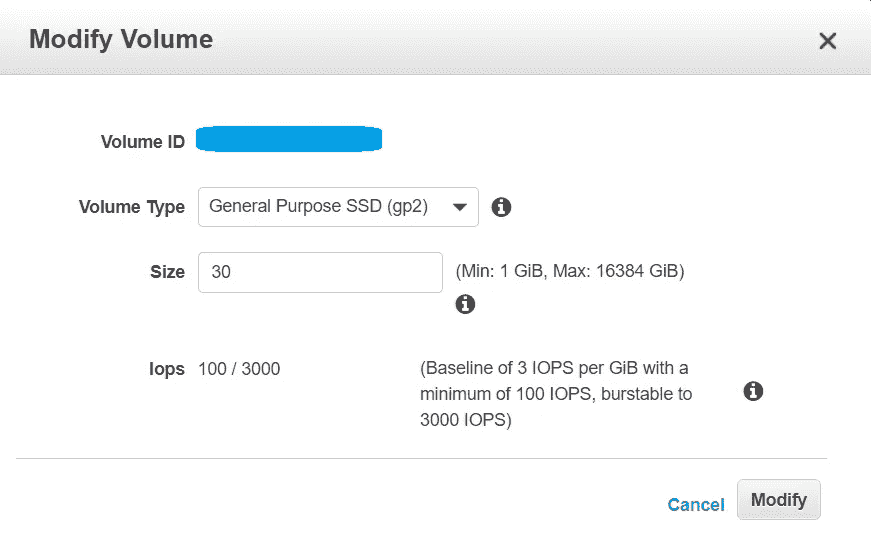 Modify Volume
Volume ID
Volume Type General Purpose SSD (gp2)
Size 30 (Min: 1 GiB, Max: 16384 GiB)
Iops 100 / 3000 (Baseline of 3 IOPS per GiB with a
minimum of 100 IOPS, burstable to
3000 IOPS)
Cancel Modify